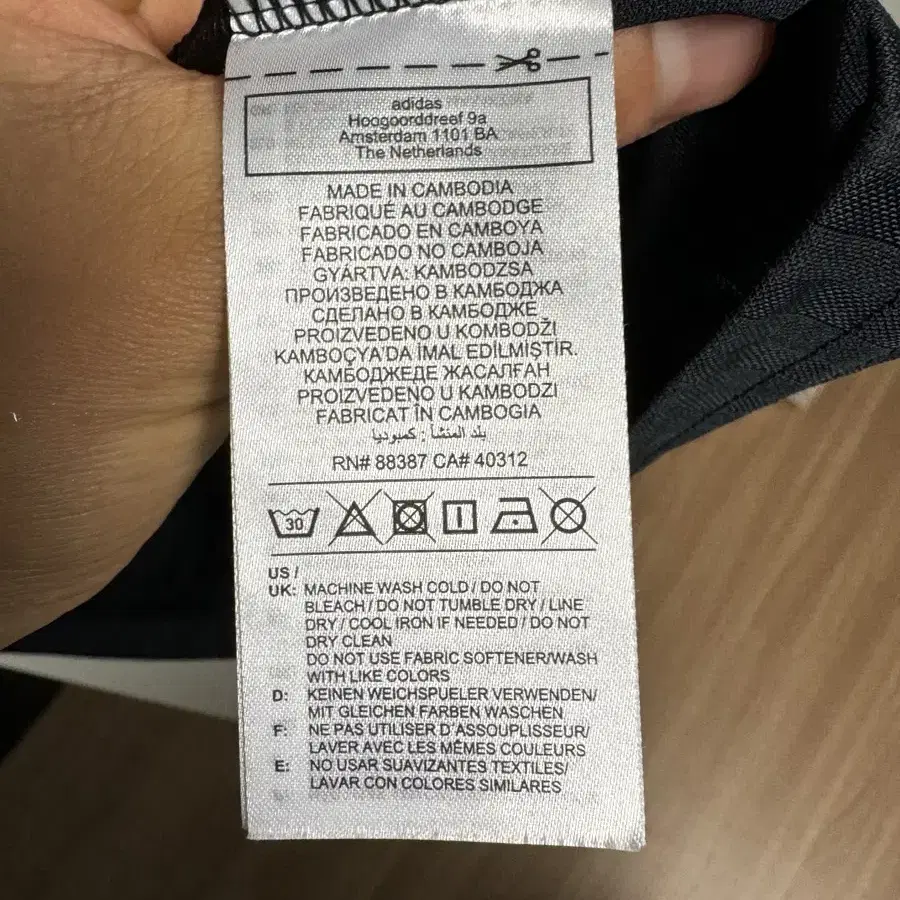 adidas
Hoogoorddreef 9a
Amsterdam 1101 BA
The Netherlands
MADE IN CAMBODIA
FABRIQUÉ AU CAMBODGE
FABRICADO EN CAMBOYA
FABRICADO NO CAMBOJA
GYÁRTVA: KAMBODZSA
ПРОИЗВЕДЕНО В КАМБОДЖА
СДЕЛАНО В КАМБОДЖЕ
PROIZVEDENO U KOMBODŽI
KAMBOÇYA'DA İMAL EDİLMİŞTİR.
КАМБОДЖЕДЕ ЖАСАЛҒАН
PROIZVEDENO U KAMBODZI
FABRICAT ÎN CAMBOGIA
بلد المنشأ : كمبوديا
RN# 88387 CA# 40312
30
US /
UK: MACHINE WASH COLD / DO NOT
BLEACH / DO NOT TUMBLE DRY / LINE
DRY / COOL IRON IF NEEDED / DO NOT
DRY CLEAN
DO NOT USE FABRIC SOFTENER/WASH
WITH LIKE COLORS
D: KEINEN WEICHSPUELER VERWENDEN/
MIT GLEICHEN FARBEN WASCHEN
F: NE PAS UTILISER D'ASSOUPLISSEUR/
LAVER AVEC LES MÊMES COULEURS
E: NO USAR SUAVIZANTES TEXTILES/
LAVAR CON COLORES SIMILARES